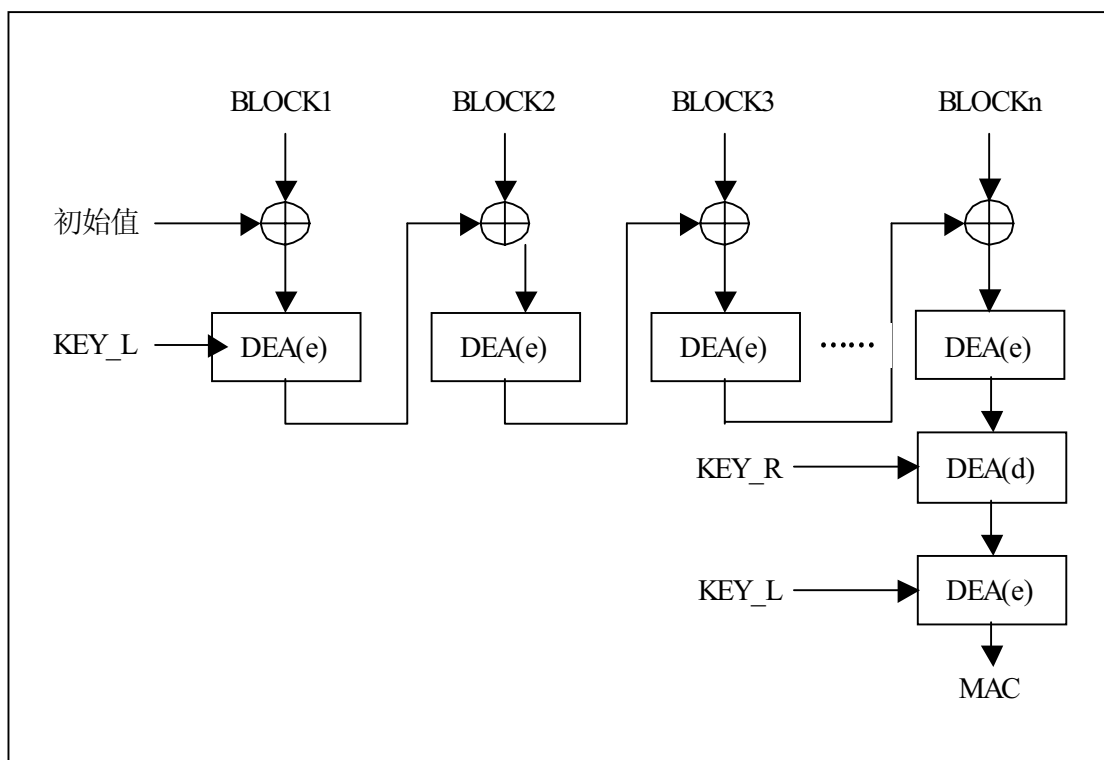 BLOCK1 BLOCK2 BLOCK3 BLOCKn
初始值
KEY_L DEA(e) DEA(e) DEA(e) ...... DEA(e)
KEY_R DEA(d)
KEY_L DEA(e)
MAC